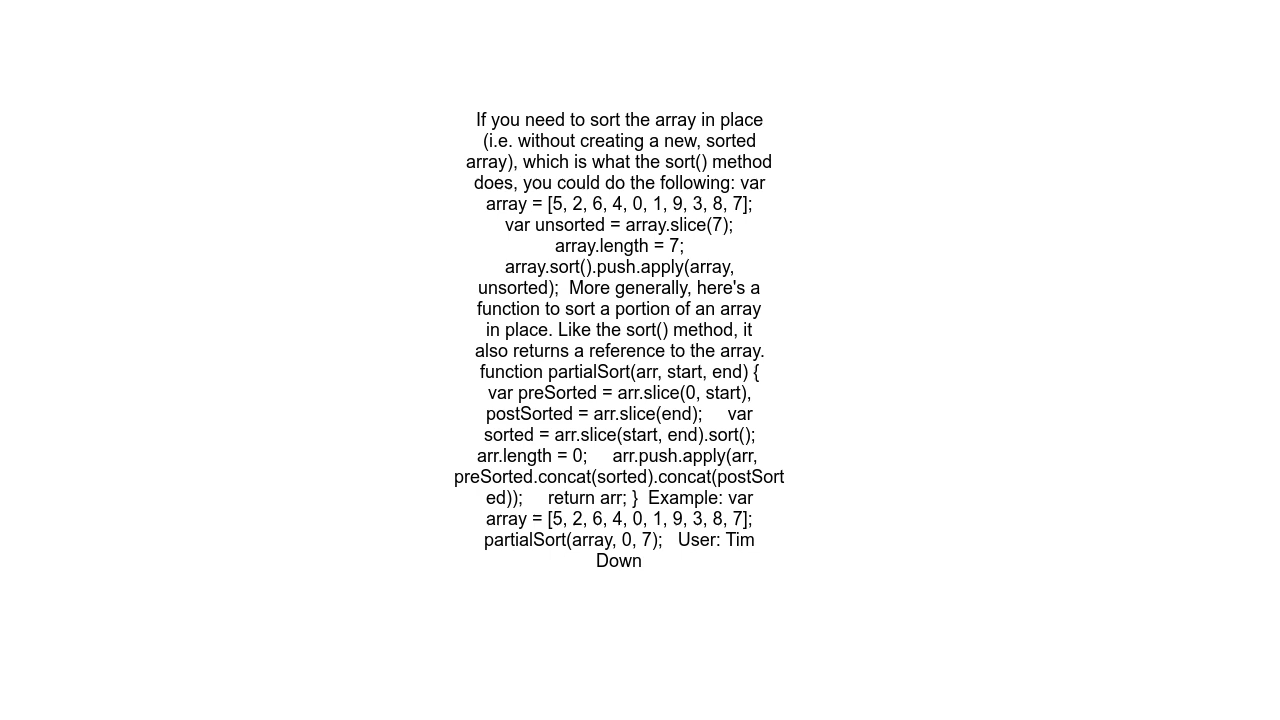 If you need to sort the array in place
(i.e. without creating a new, sorted
array), which is what the sort() method
does, you could do the following: var
array = [5, 2, 6, 4, 0, 1, 9, 3, 8, 7];
var unsorted = array.slice(7);
array.length = 7;
array.sort().push.apply(array,
unsorted);  More generally, here's a
function to sort a portion of an array
in place. Like the sort() method, it
also returns a reference to the array.
function partialSort(arr, start, end) {
var preSorted = arr.slice(0, start),
postSorted = arr.slice(end);     var
sorted = arr.slice(start, end).sort();
arr.length = 0;     arr.push.apply(arr,
preSorted.concat(sorted).concat(postSort
ed));     return arr; }  Example: var
array = [5, 2, 6, 4, 0, 1, 9, 3, 8, 7];
partialSort(array, 0, 7);   User: Tim
Down